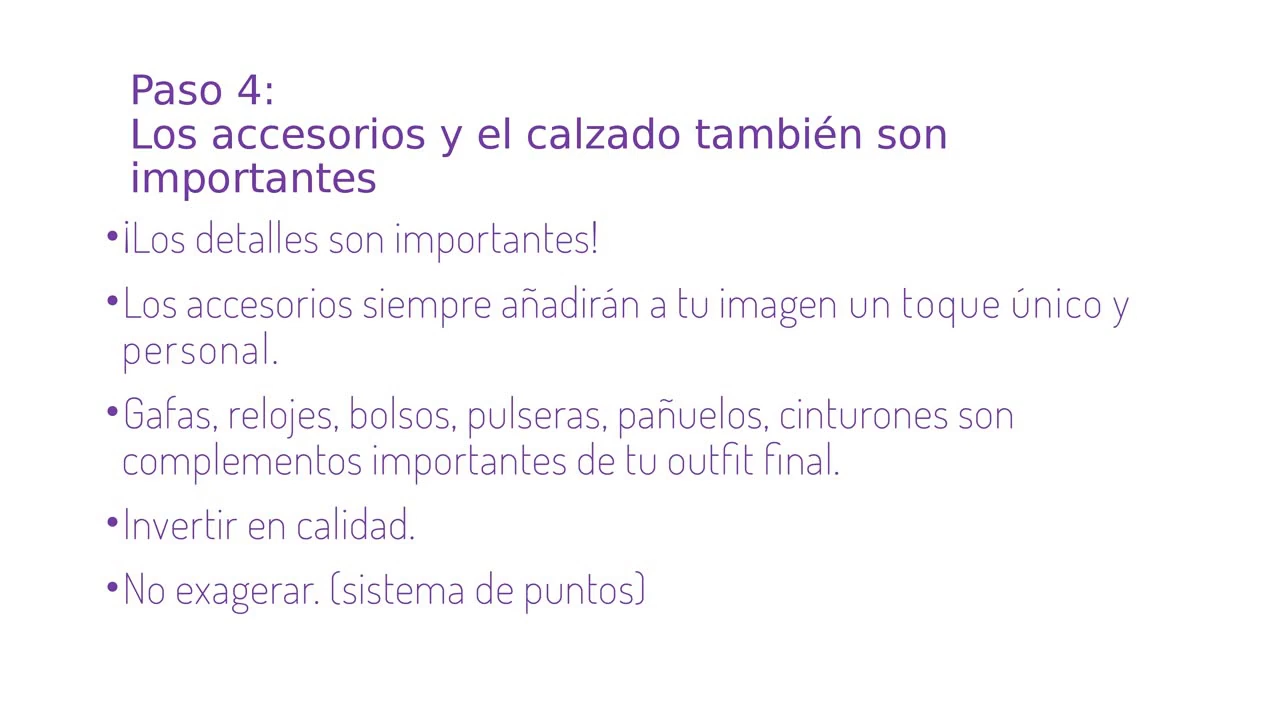 Paso 4:
Los accesorios y el calzado también son
importantes
•¡Los detalles son importantes!
•Los accesorios siempre añadirán a tu imagen un toque único y
personal.
•Gafas, relojes, bolsos, pulseras, pañuelos, cinturones son
complementos importantes de tu outfit final.
•Invertir en calidad.
•No exagerar. (sistema de puntos)